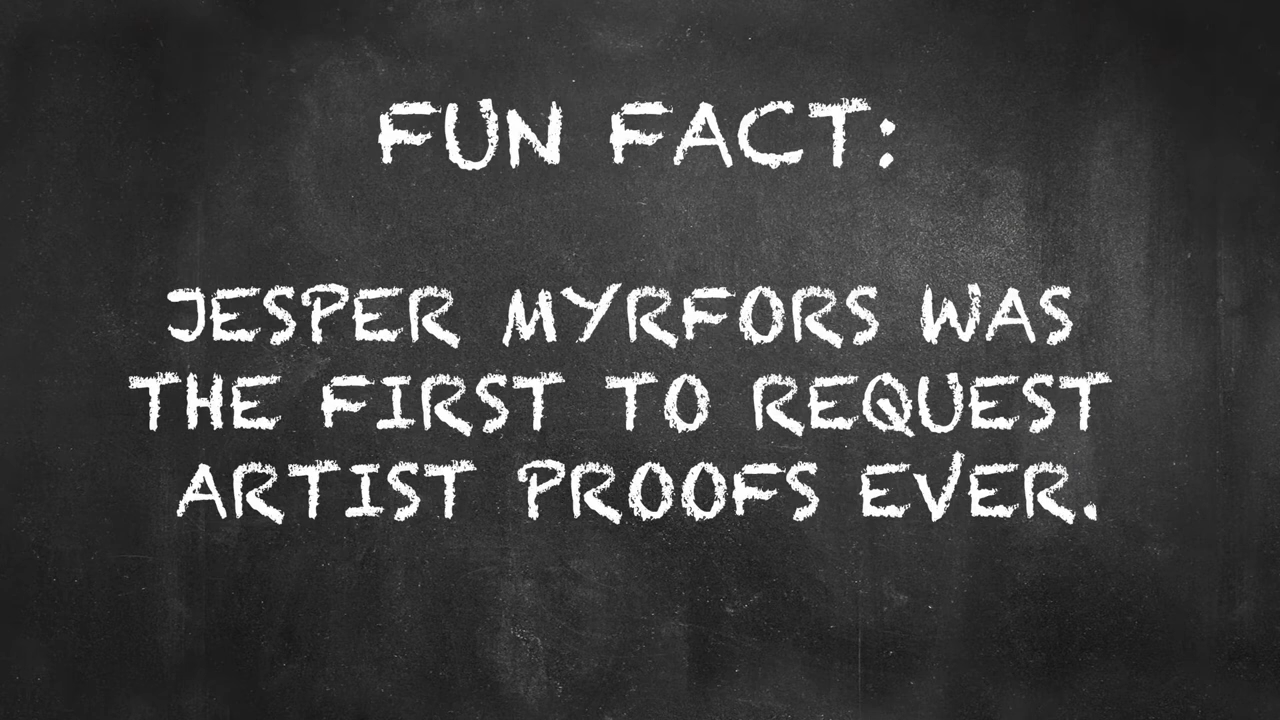 FUN FACT:
JESPER MYRFORS WAS
THE FIRST TO REQUEST
ARTIST PROOFS EVER.